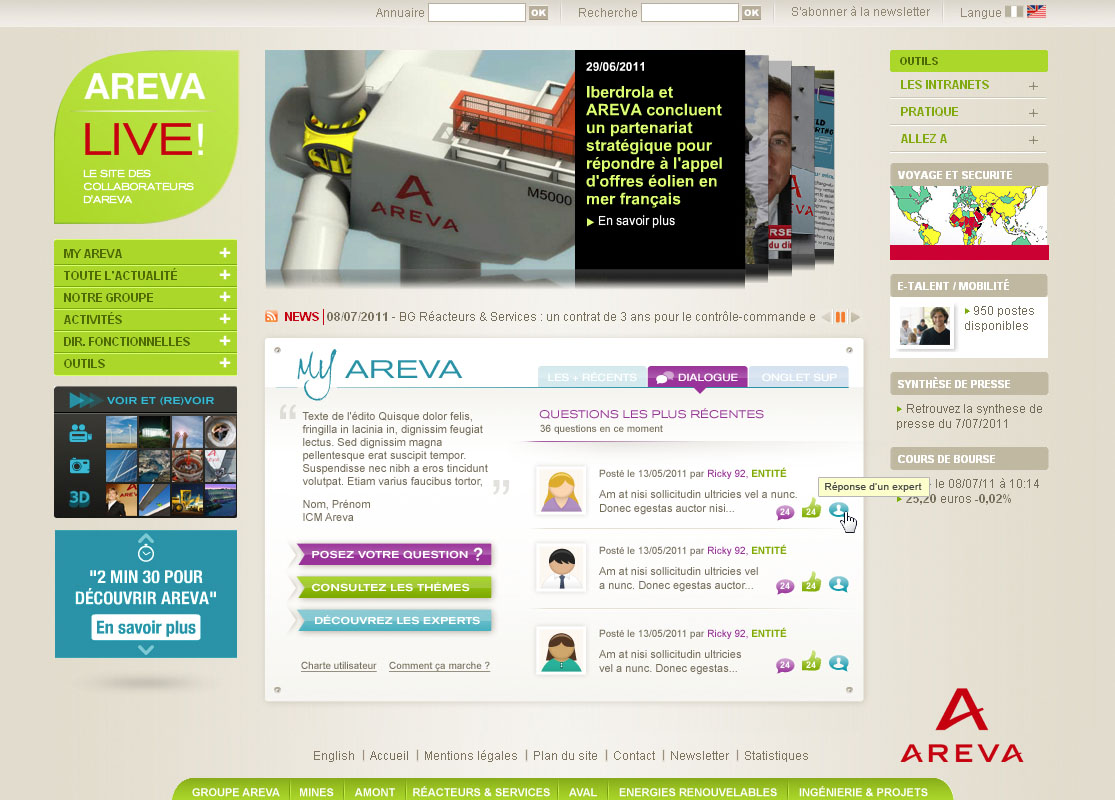 Annuaire OK Recherche OK S'abonner à la newsletter Langue
AREVA
LIVE!
LE SITE DES
COLLABORATEURS
D'AREVA
MY AREVA
TOUTE L'ACTUALITÉ
NOTRE GROUPE
ACTIVITÉS
DIR. FONCTIONNELLES
OUTILS
VOIR ET (RE)VOIR
3D
"2 MIN 30 POUR
DÉCOUVRIR AREVA"
En savoir plus
M5000
AREVA
29/06/2011
Iberdrola et
AREVA concluent
un partenariat
stratégique pour
répondre à l'appel
d'offres éolien en
mer français
En savoir plus
NEWS 08/07/2011 - BG Réacteurs & Services : un contrat de 3 ans pour le contrôle-commande e
My AREVA
LES + RÉCENTS DIALOGUE ONGLET SUP
Texte de l'édito Quisque dolor felis,
fringilla in lacinia in, dignissim feugiat
lectus. Sed dignissim magna
pellentesque erat suscipit tempor.
Suspendisse nec nibh a eros tincidunt
volutpat. Etiam varius faucibus tortor,
Nom, Prénom
ICM Areva
POSEZ VOTRE QUESTION ?
CONSULTEZ LES THÈMES
DÉCOUVREZ LES EXPERTS
Charte utilisateur Comment ça marche ?
QUESTIONS LES PLUS RÉCENTES
36 questions en ce moment
Posté le 13/05/2011 par Ricky 92, ENTITÉ
Am at nisi sollicitudin ultricies vel a nunc.
Donec egestas auctor nisi...
24 24
Réponse d'un expert
Posté le 13/05/2011 par Ricky 92, ENTITÉ
Am at nisi sollicitudin ultricies vel
a nunc. Donec egestas auctor...
24 24
Posté le 13/05/2011 par Ricky 92, ENTITÉ
Am at nisi sollicitudin ultricies
vel a nunc. Donec egestas...
24 24
OUTILS
LES INTRANETS
PRATIQUE
ALLEZ A
VOYAGE ET SECURITE
E-TALENT / MOBILITÉ
950 postes
disponibles
SYNTHÈSE DE PRESSE
Retrouvez la synthese de
presse du 7/07/2011
COURS DE BOURSE
le 08/07/11 à 10:14
25,20 euros -0,02%
AREVA
English Accueil Mentions légales Plan du site Contact Newsletter Statistiques
GROUPE AREVA MINES AMONT RÉACTEURS & SERVICES AVAL ENERGIES RENOUVELABLES INGÉNIERIE & PROJETS